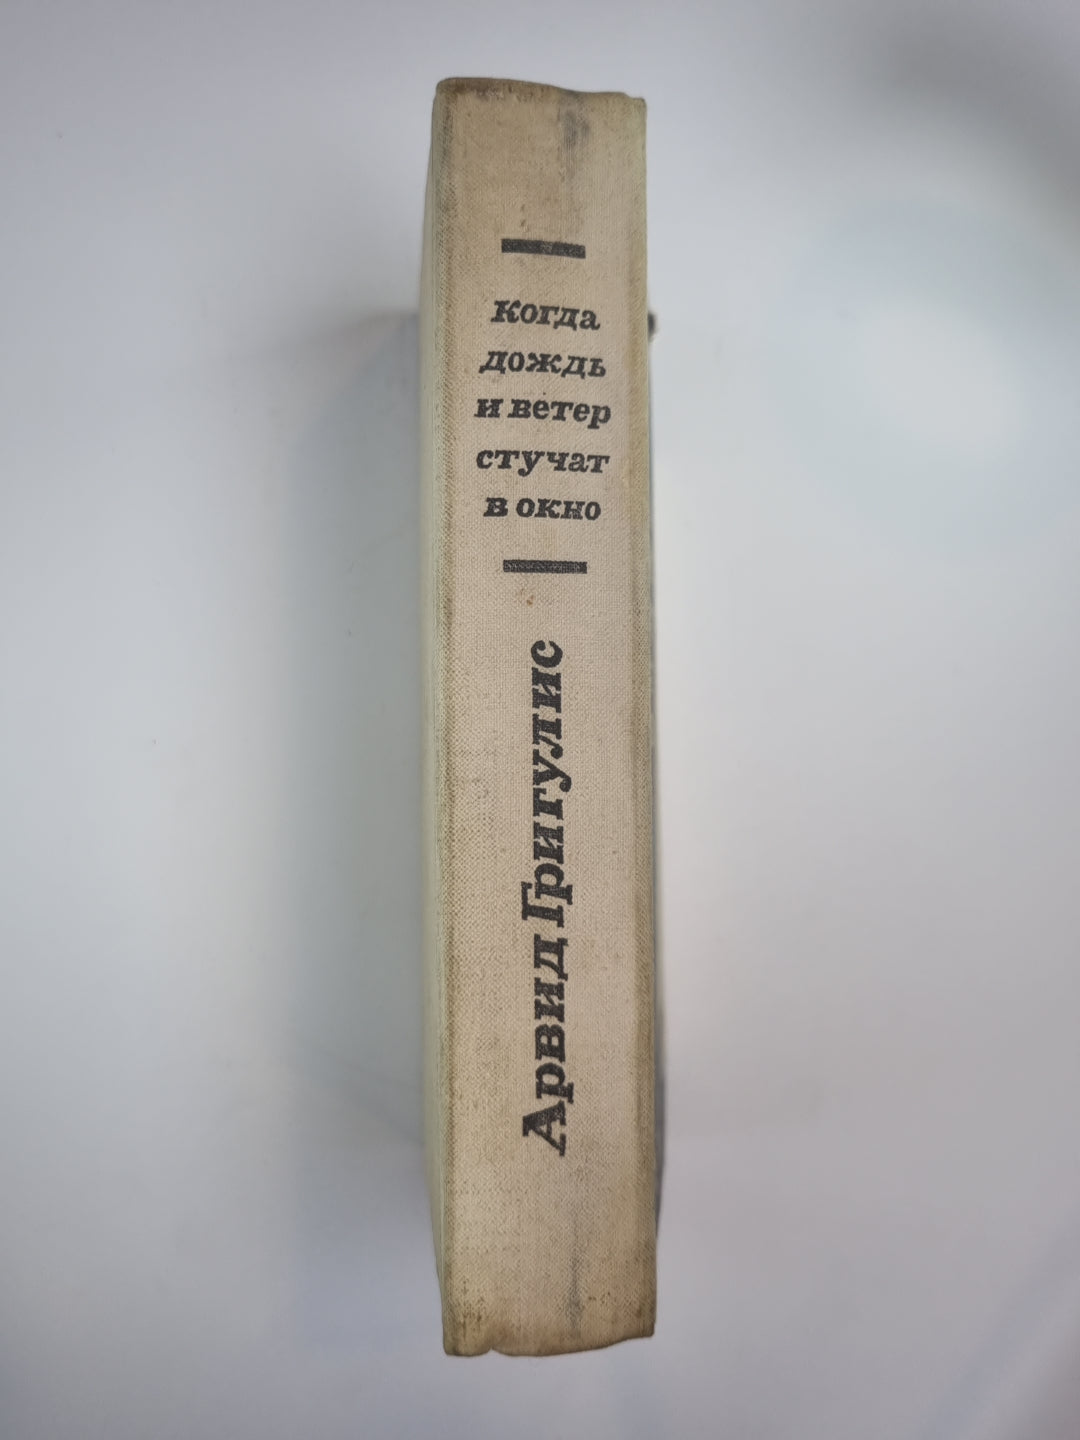 Когда
дождь
и ветер
стучат
в окно
Арвид Григулис